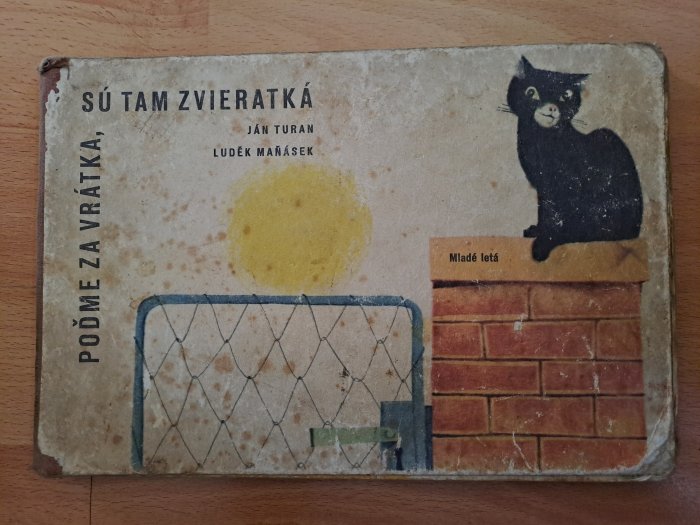 POĎME ZA VRÁTKA,
SÚ TAM ZVIERATKÁ
JÁN TURAN
LUDĚK MAŇÁSEK
Mladé letá